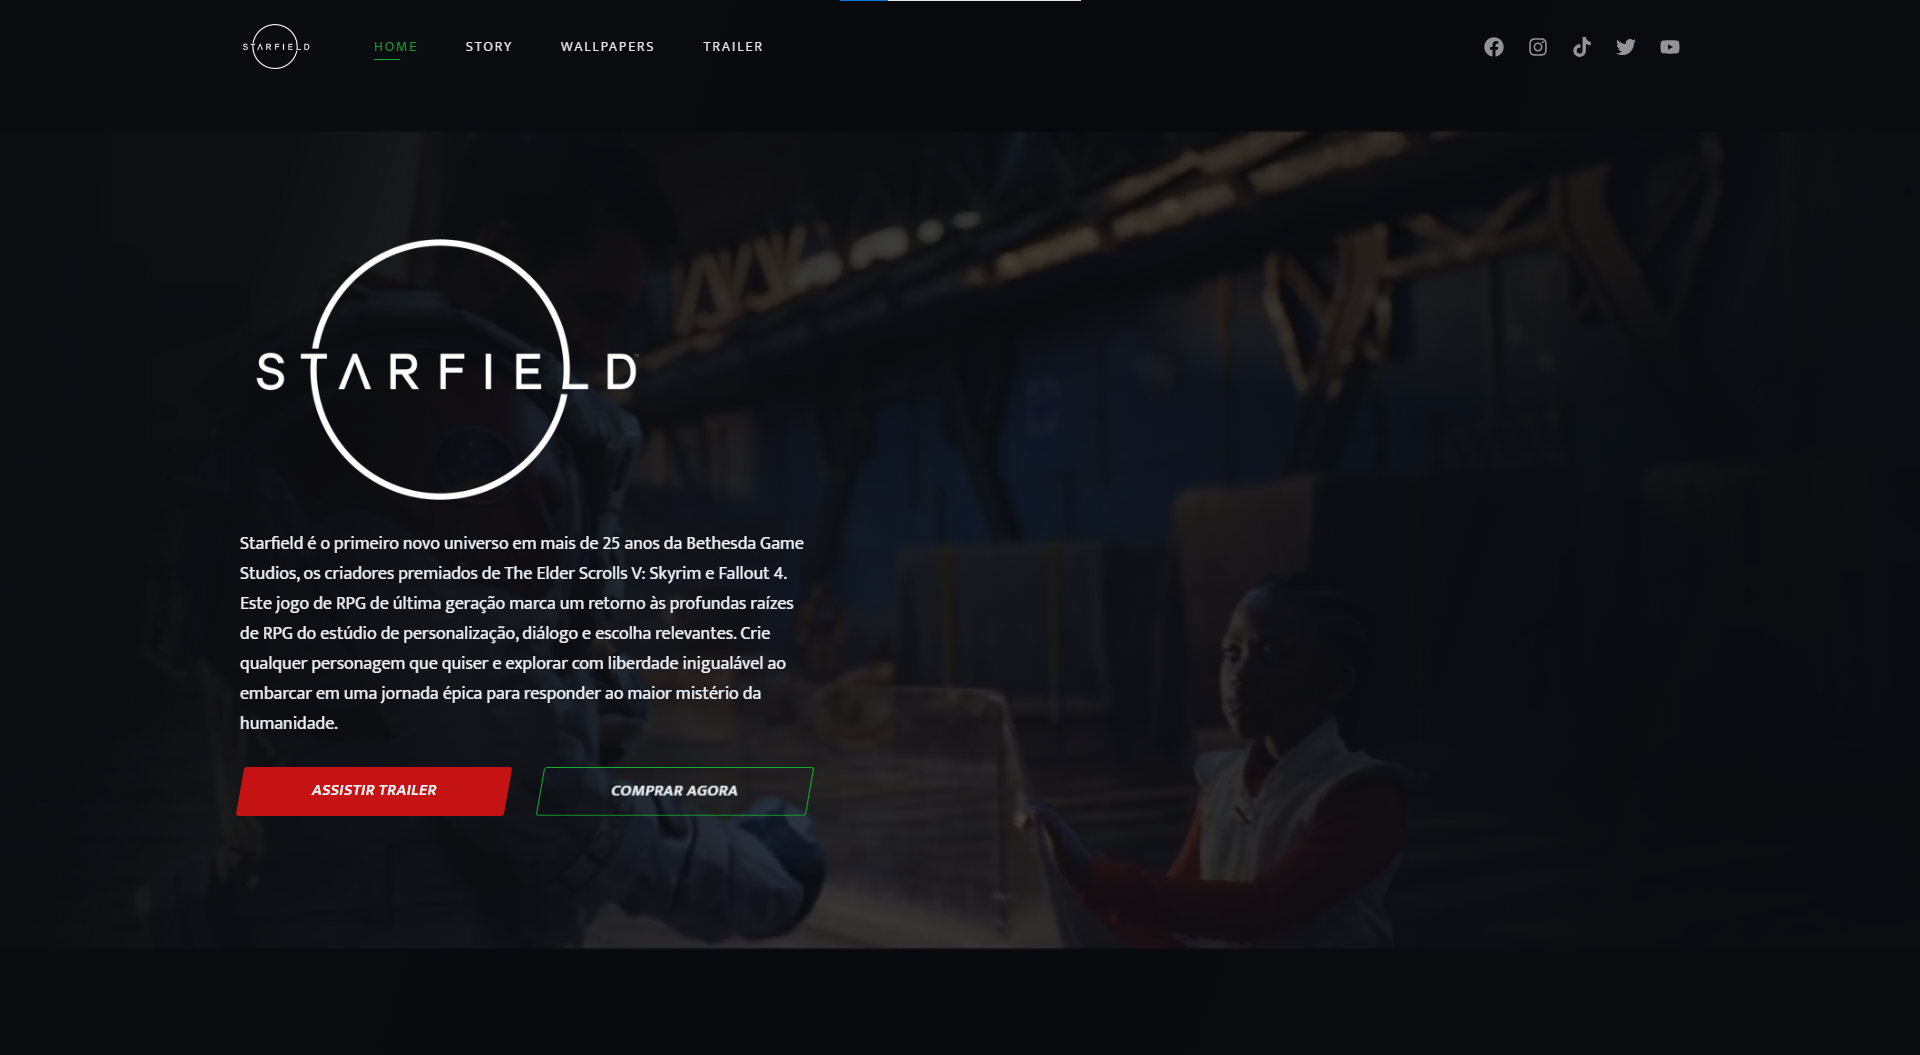 STARFIELD
HOME
STORY
WALLPAPERS
TRAILER
STARFIELD
Starfield é o primeiro novo universo em mais de 25 anos da Bethesda Game
Studios, os criadores premiados de The Elder Scrolls V: Skyrim e Fallout 4.
Este jogo de RPG de última geração marca um retorno às profundas raízes
de RPG do estúdio de personalização, diálogo e escolha relevantes. Crie
qualquer personagem que quiser e explorar com liberdade inigualável ao
embarcar em uma jornada épica para responder ao maior mistério da
humanidade.
ASSISTIR TRAILER
COMPRAR AGORA